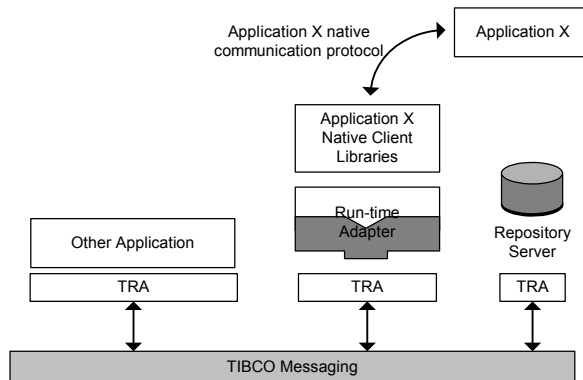 Application X native
communication protocol
Application X
Application X
Native Client
Libraries
Run-time
Adapter
Repository
Server
Other Application
TRA
TRA
TRA
TIBCO Messaging